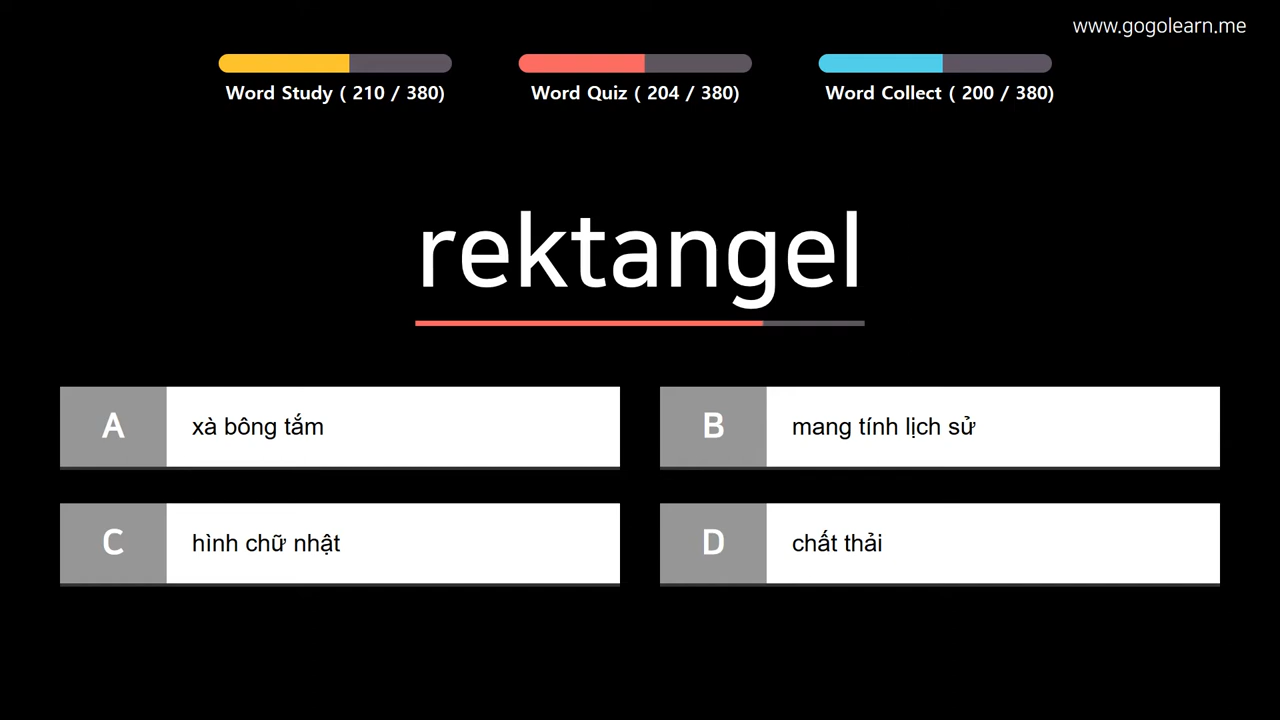 www.gogolearn.me
Word Study ( 210 / 380)
Word Quiz ( 204 / 380)
Word Collect ( 200 / 380)
rektangel
A xà bông tắm
B mang tính lịch sử
C hình chữ nhật
D chất thải